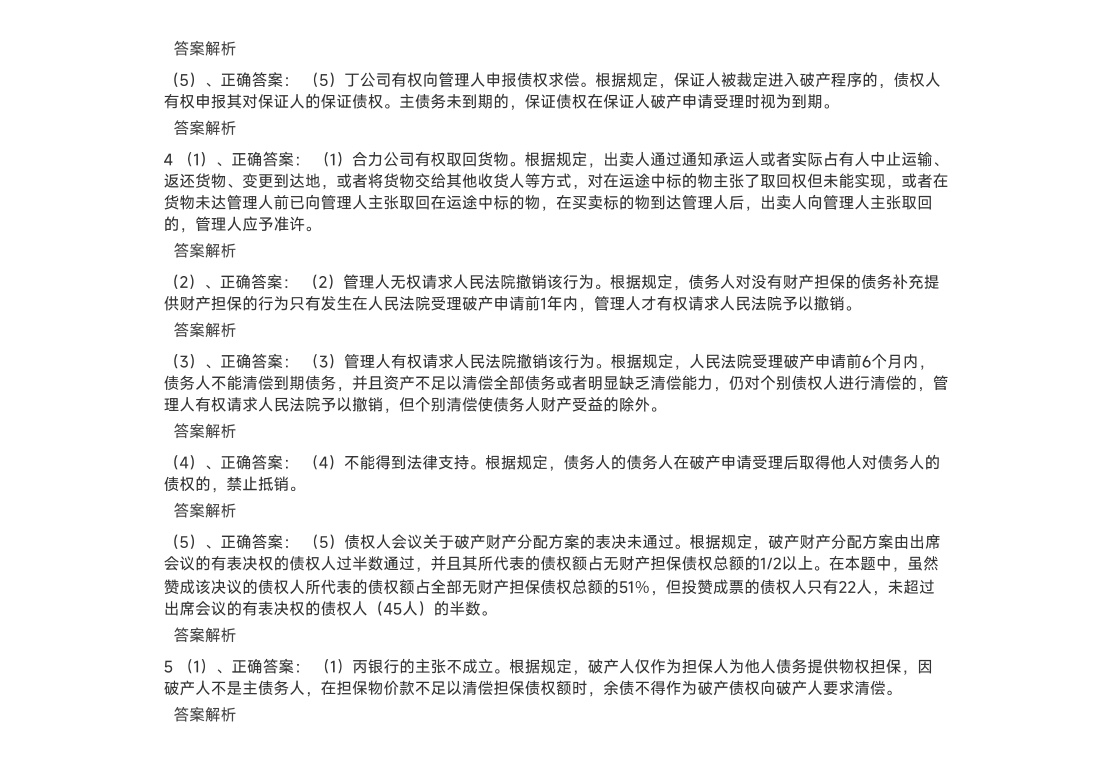 答案解析
（5）、正确答案： （5）丁公司有权向管理人申报债权求偿。根据规定，保证人被裁定进入破产程序的，债权人
有权申报其对保证人的保证债权。主债务未到期的，保证债权在保证人破产申请受理时视为到期。
答案解析
4 （1）、正确答案： （1）合力公司有权取回货物。根据规定，出卖人通过通知承运人或者实际占有人中止运输、
返还货物、变更到达地，或者将货物交给其他收货人等方式，对在运途中标的物主张了取回权但未能实现，或者在
货物未达管理人前已向管理人主张取回在运途中标的物，在买卖标的物到达管理人后，出卖人向管理人主张取回
的，管理人应予准许。
答案解析
（2）、正确答案： （2）管理人无权请求人民法院撤销该行为。根据规定，债务人对没有财产担保的债务补充提
供财产担保的行为只有发生在人民法院受理破产申请前1年内，管理人才有权请求人民法院予以撤销。
答案解析
（3）、正确答案： （3）管理人有权请求人民法院撤销该行为。根据规定，人民法院受理破产申请前6个月内，
债务人不能清偿到期债务，并且资产不足以清偿全部债务或者明显缺乏清偿能力，仍对个别债权人进行清偿的，管
理人有权请求人民法院予以撤销，但个别清偿使债务人财产受益的除外。
答案解析
（4）、正确答案： （4）不能得到法律支持。根据规定，债务人的债务人在破产申请受理后取得他人对债务人的
债权的，禁止抵销。
答案解析
（5）、正确答案： （5）债权人会议关于破产财产分配方案的表决未通过。根据规定，破产财产分配方案由出席
会议的有表决权的债权人过半数通过，并且其所代表的债权额占无财产担保债权总额的1/2以上。在本题中，虽然
赞成该决议的债权人所代表的债权额占全部无财产担保债权总额的51%，但投赞成票的债权人只有22人，未超过
出席会议的有表决权的债权人（45人）的半数。
答案解析
5 （1）、正确答案： （1）丙银行的主张不成立。根据规定，破产人仅作为担保人为他人债务提供物权担保，因
破产人不是主债务人，在担保物价款不足以清偿担保债权额时，余债不得作为破产债权向破产人要求清偿。
答案解析